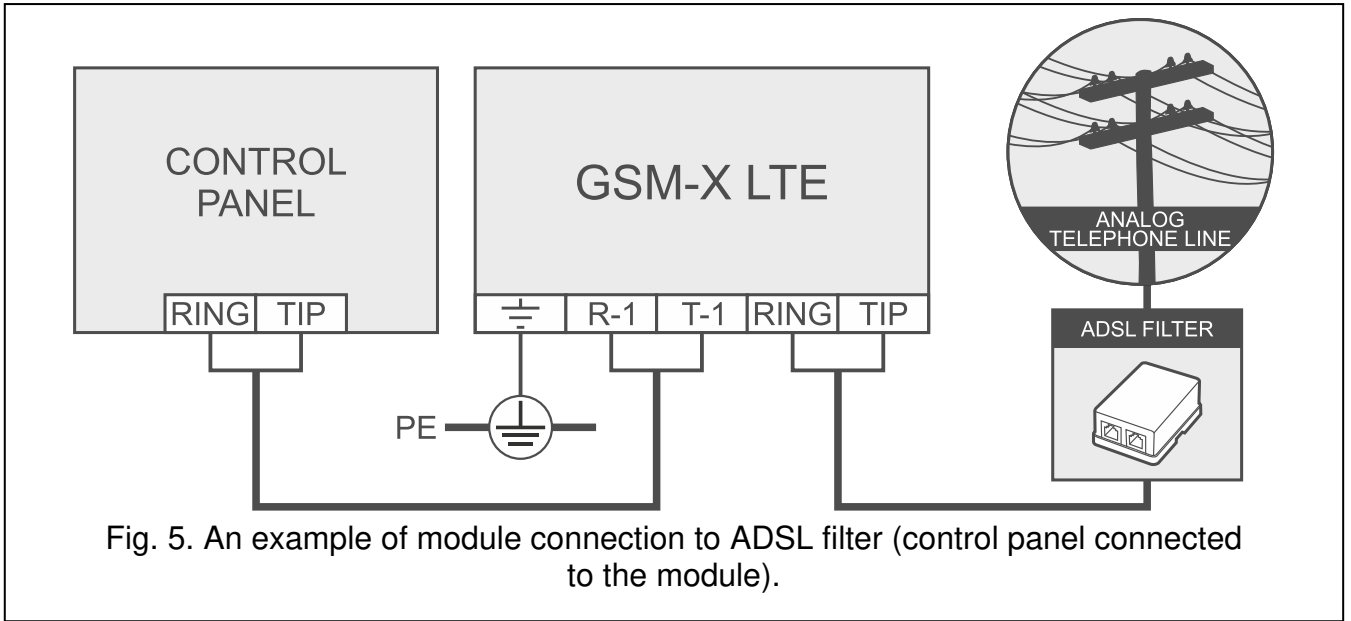 CONTROL
PANEL
RING TIP
GSM-X LTE
R-1 T-1 RING TIP
PE
ANALOG
TELEPHONE LINE
ADSL FILTER
Fig. 5. An example of module connection to ADSL filter (control panel connected
to the module).